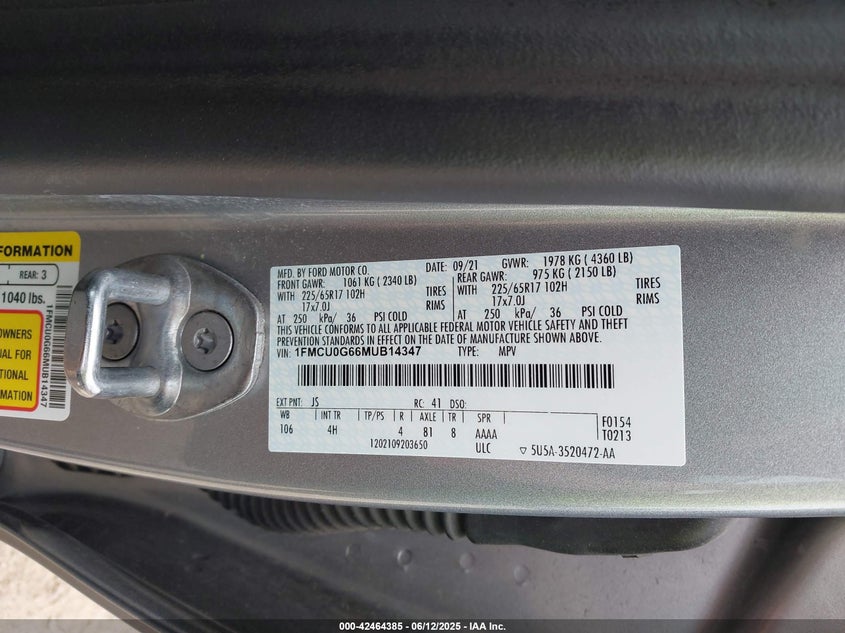 FORMATION
REAR: 3
1040 lbs.
OWNERS
UAL FOR
TIONAL
RMATION
1FMCU0G66MUB14347
MFD. BY FORD MOTOR CO.
DATE: 09/21 GVWR: 1978 KG ( 4360 LB)
FRONT GAWR: 1061 KG ( 2340 LB) REAR GAWR: 975 KG ( 2150 LB)
WITH 225/65R17 102H TIRES WITH 225/65R17 102H TIRES
17x7.0J RIMS 17x7.0J RIMS
AT 250 kPa/ 36 PSI COLD AT 250 kPa/ 36 PSI COLD
THIS VEHICLE CONFORMS TO ALL APPLICABLE FEDERAL MOTOR VEHICLE SAFETY AND THEFT
PREVENTION STANDARDS IN EFFECT ON THE DATE OF MANUFACTURE SHOWN ABOVE.
VIN: 1FMCU0G66MUB14347 TYPE: MPV
EXT PNT: JS RC: 41 DSO:
WB INT TR TP/PS R AXLE TR SPR
106 4H 4 81 8 AAAA
F0154
T0213
1202109203650 ULC ▽ 5U5A-3520472-AA
000-42464385 | 06/12/2025 - IAA Inc.